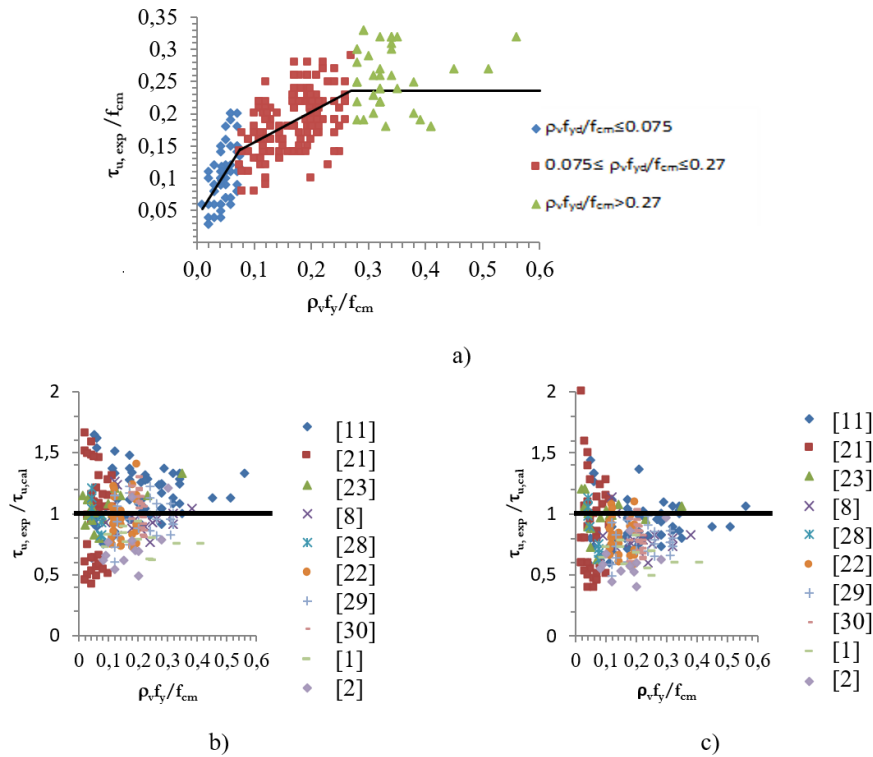 0,35
0,3
0,25
0,2
0,15
0,1
0,05
τu, exp /fcm
0,0 0,1 0,2 0,3 0,4 0,5 0,6
ρvfy/fcm
ρvfyd/fcm≤0.075
0.075≤ ρvfyd/fcm≤0.27
ρvfyd/fcm>0.27
a)
2
1,5
1
0,5
0
τu, exp /τu,cal
0 0,1 0,2 0,3 0,4 0,5 0,6
ρvfy/fcm
[11]
[21]
[23]
[8]
[28]
[22]
[29]
[30]
[1]
[2]
b)
2
1,5
1
0,5
0
τu, exp /τu,cal
0 0,1 0,2 0,3 0,4 0,5 0,6
ρvfy/fcm
[11]
[21]
[23]
[8]
[28]
[22]
[29]
[30]
[1]
[2]
c)